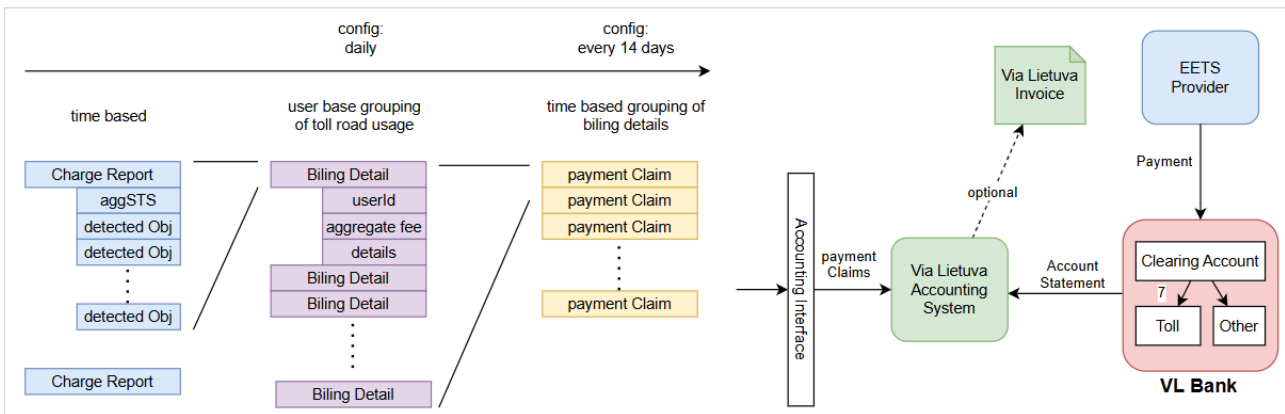 config:
daily
config:
every 14 days
time based
user base grouping
of toll road usage
time based grouping of
biling details
Charge Report
aggSTS
detected Obj
detected Obj
detected Obj
Charge Report
Biling Detail
userId
aggregate fee
details
Biling Detail
Biling Detail
Biling Detail
payment Claim
payment Claim
payment Claim
payment Claim
Accounting Interface
payment
Claims
Via Lietuva
Accounting
System
optional
Via Lietuva
Invoice
EETS
Provider
Payment
Account
Statement
Clearing Account
7
Toll
Other
VL Bank